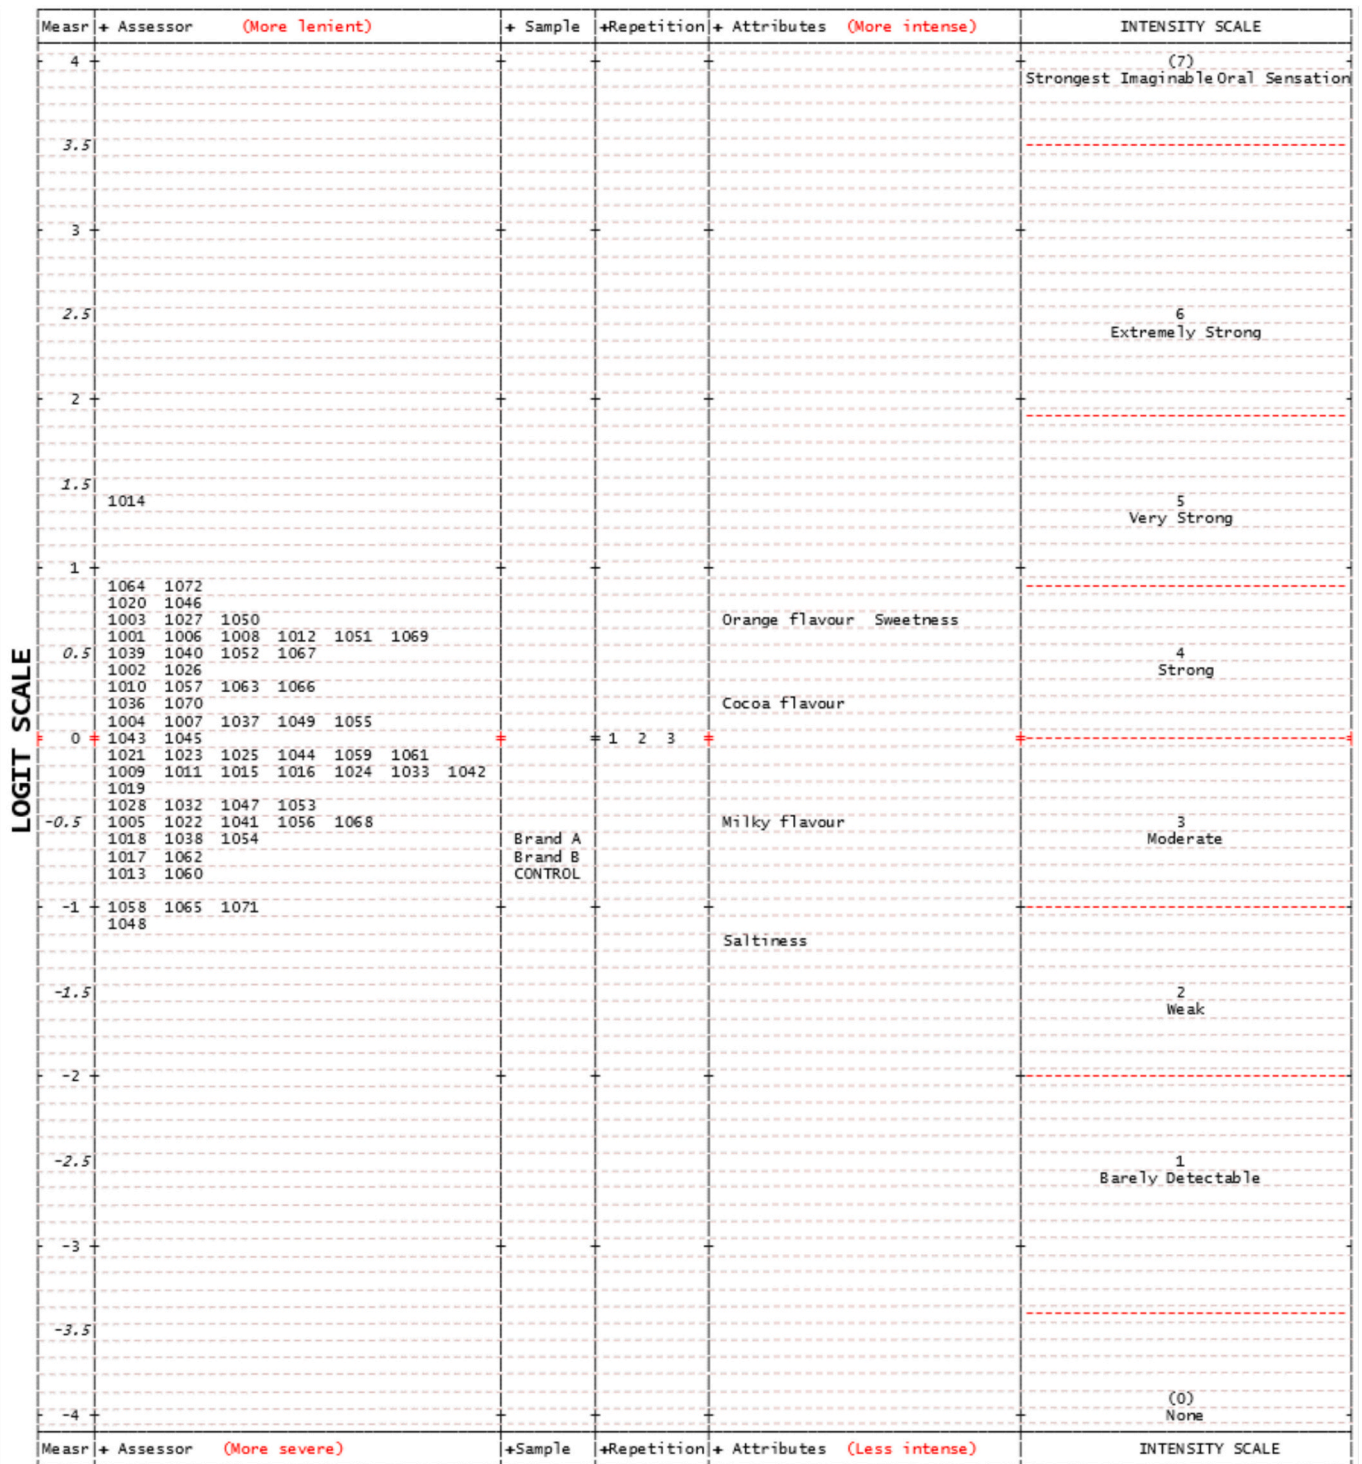 Measr + Assessor (More lenient) + Sample +Repetition + Attributes (More intense) INTENSITY SCALE
4 (7)
Strongest Imaginable Oral Sensation
3.5
3
2.5 6
Extremely Strong
2
1.5
1014 5
Very Strong
1
1064 1072
1020 1046
1003 1027 1050 Orange flavour Sweetness
1001 1006 1008 1012 1051 1069
0.5 1039 1040 1052 1067 4
1002 1026 Strong
1010 1057 1063 1066
1036 1070 Cocoa flavour
1004 1007 1037 1049 1055
0 1043 1045 1 2 3
1021 1023 1025 1044 1059 1061
1009 1011 1015 1016 1024 1033 1042
1019
1028 1032 1047 1053
-0.5 1005 1022 1041 1056 1068 Milky flavour 3
1018 1038 1054 Brand A Moderate
1017 1062 Brand B
1013 1060 CONTROL
-1 1058 1065 1071
1048
Saltiness
-1.5 2
Weak
-2
-2.5 1
Barely Detectable
-3
-3.5
(0)
-4 None
Measr + Assessor (More severe) +Sample +Repetition + Attributes (Less intense) INTENSITY SCALE
LOGIT SCALE